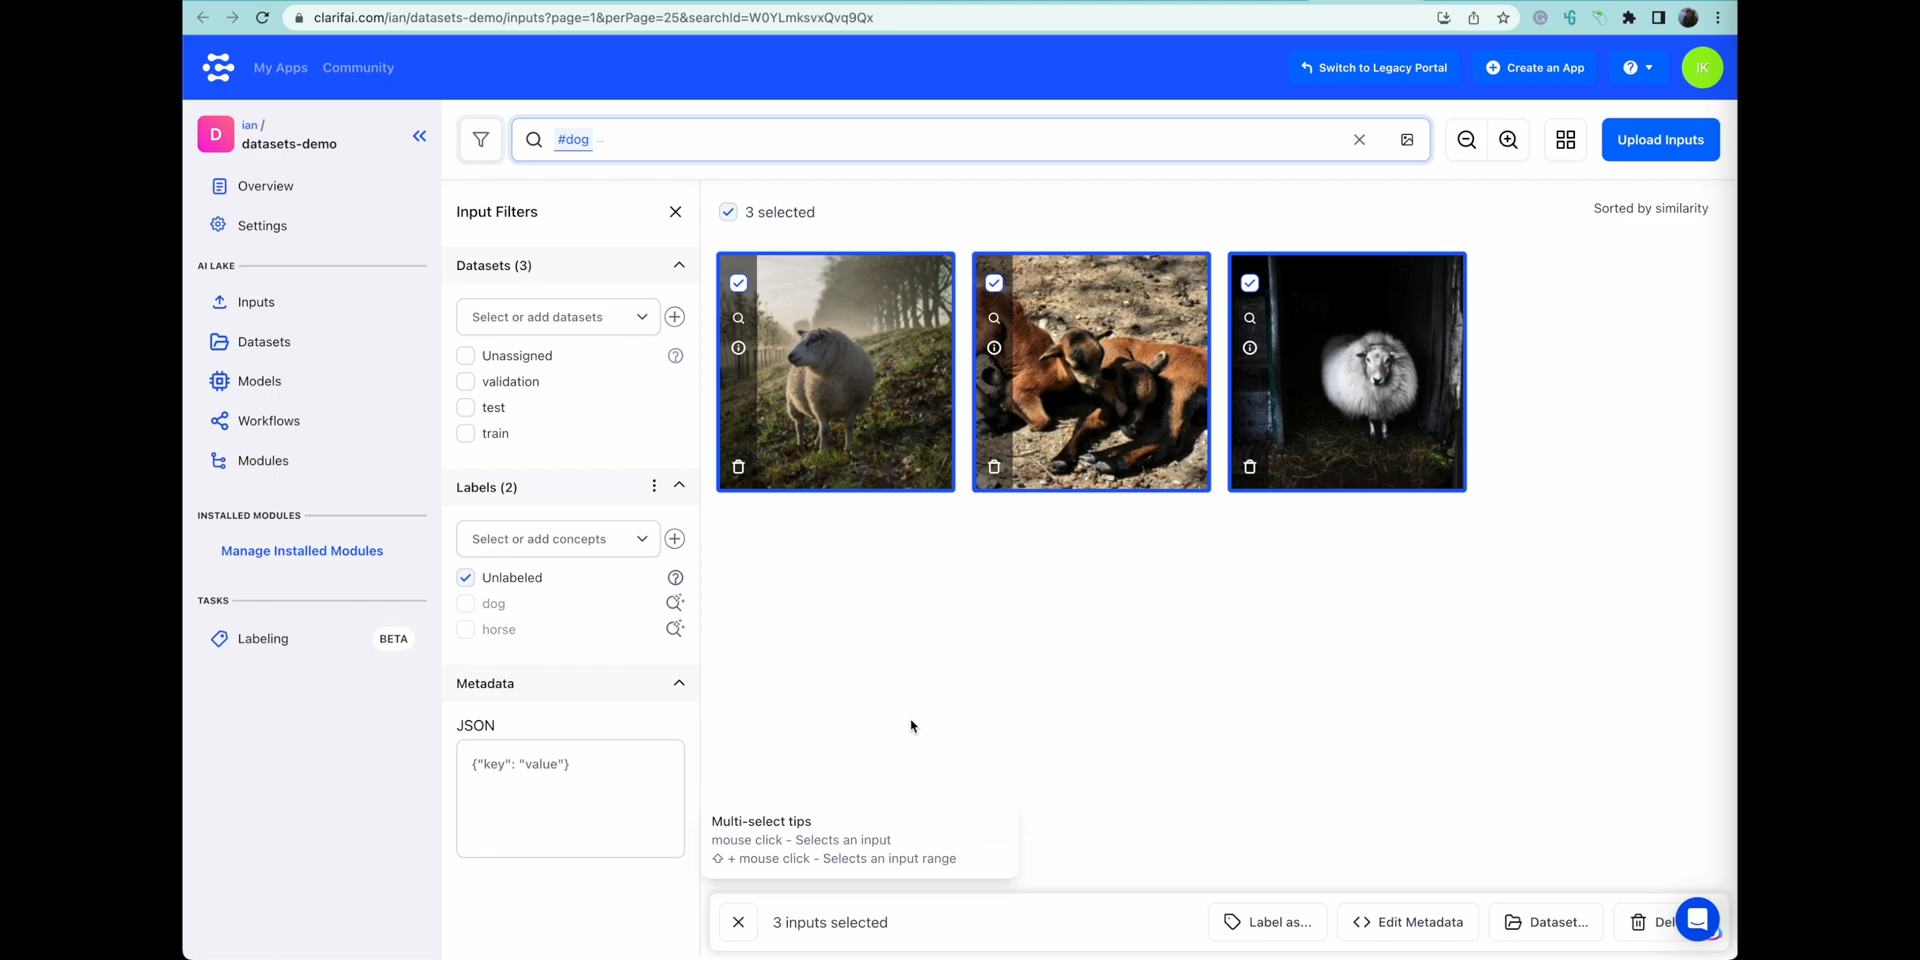 clarifai.com/ian/datasets-demo/inputs?page=1&perPage=25&searchId=W0YLmksvxQvq9Qx
My Apps
Community
Switch to Legacy Portal
Create an App
IK
D
ian /
datasets-demo
#dog
Upload Inputs
Overview
Settings
AI LAKE
Inputs
Datasets
Models
Workflows
Modules
INSTALLED MODULES
Manage Installed Modules
TASKS
Labeling
BETA
Input Filters
Datasets (3)
Select or add datasets
Unassigned
validation
test
train
Labels (2)
Select or add concepts
Unlabeled
dog
horse
Metadata
JSON
{"key": "value"}
3 selected
Sorted by similarity
Multi-select tips
mouse click - Selects an input
⇧ + mouse click - Selects an input range
3 inputs selected
Label as...
Edit Metadata
Dataset...